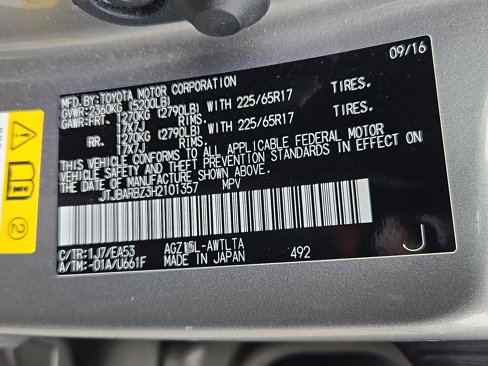 09/16
MFD.BY:TOYOTA MOTOR CORPORATION
GVWR:2360KG (5200LB)
GAWR:FRT. 1270KG (2790LB) WITH 225/65R17 TIRES.
17X7J RIMS.
RR. 1270KG (2790LB) WITH 225/65R17 TIRES.
17X7J RIMS.
THIS VEHICLE CONFORMS TO ALL APPLICABLE FEDERAL MOTOR
VEHICLE SAFETY AND THEFT PREVENTION STANDARDS IN EFFECT ON
THE DATE OF MANUFACTURE SHOWN ABOVE.
JTJBARBZ3H2101357 MPV
C/TR:1J7/EA53 AGZ15L-AWTLTA
A/TM:-01A/U661F MADE IN JAPAN 492
J
2